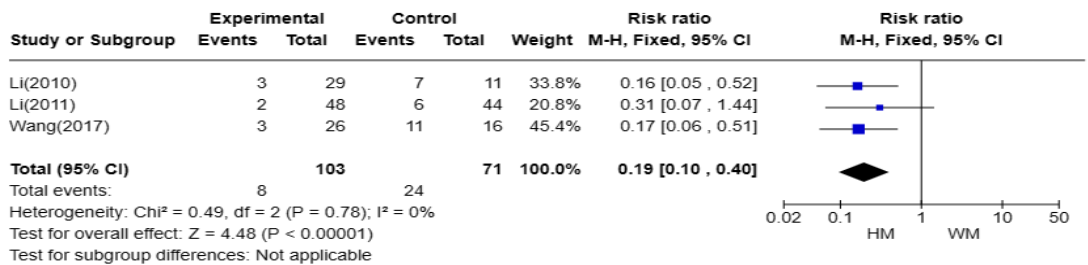 Experimental Control Risk ratio Risk ratio
Study or Subgroup Events Total Events Total Weight M-H, Fixed, 95% CI M-H, Fixed, 95% CI
Li(2010) 3 29 7 11 33.8% 0.16 [0.05 , 0.52]
Li(2011) 2 48 6 44 20.8% 0.31 [0.07 , 1.44]
Wang(2017) 3 26 11 16 45.4% 0.17 [0.06 , 0.51]
Total (95% CI) 103 71 100.0% 0.19 [0.10 , 0.40]
Total events: 8 24
Heterogeneity: Chi² = 0.49, df = 2 (P = 0.78); I² = 0%
0.02 0.1 1 10 50
Test for overall effect: Z = 4.48 (P < 0.00001) HM WM
Test for subgroup differences: Not applicable